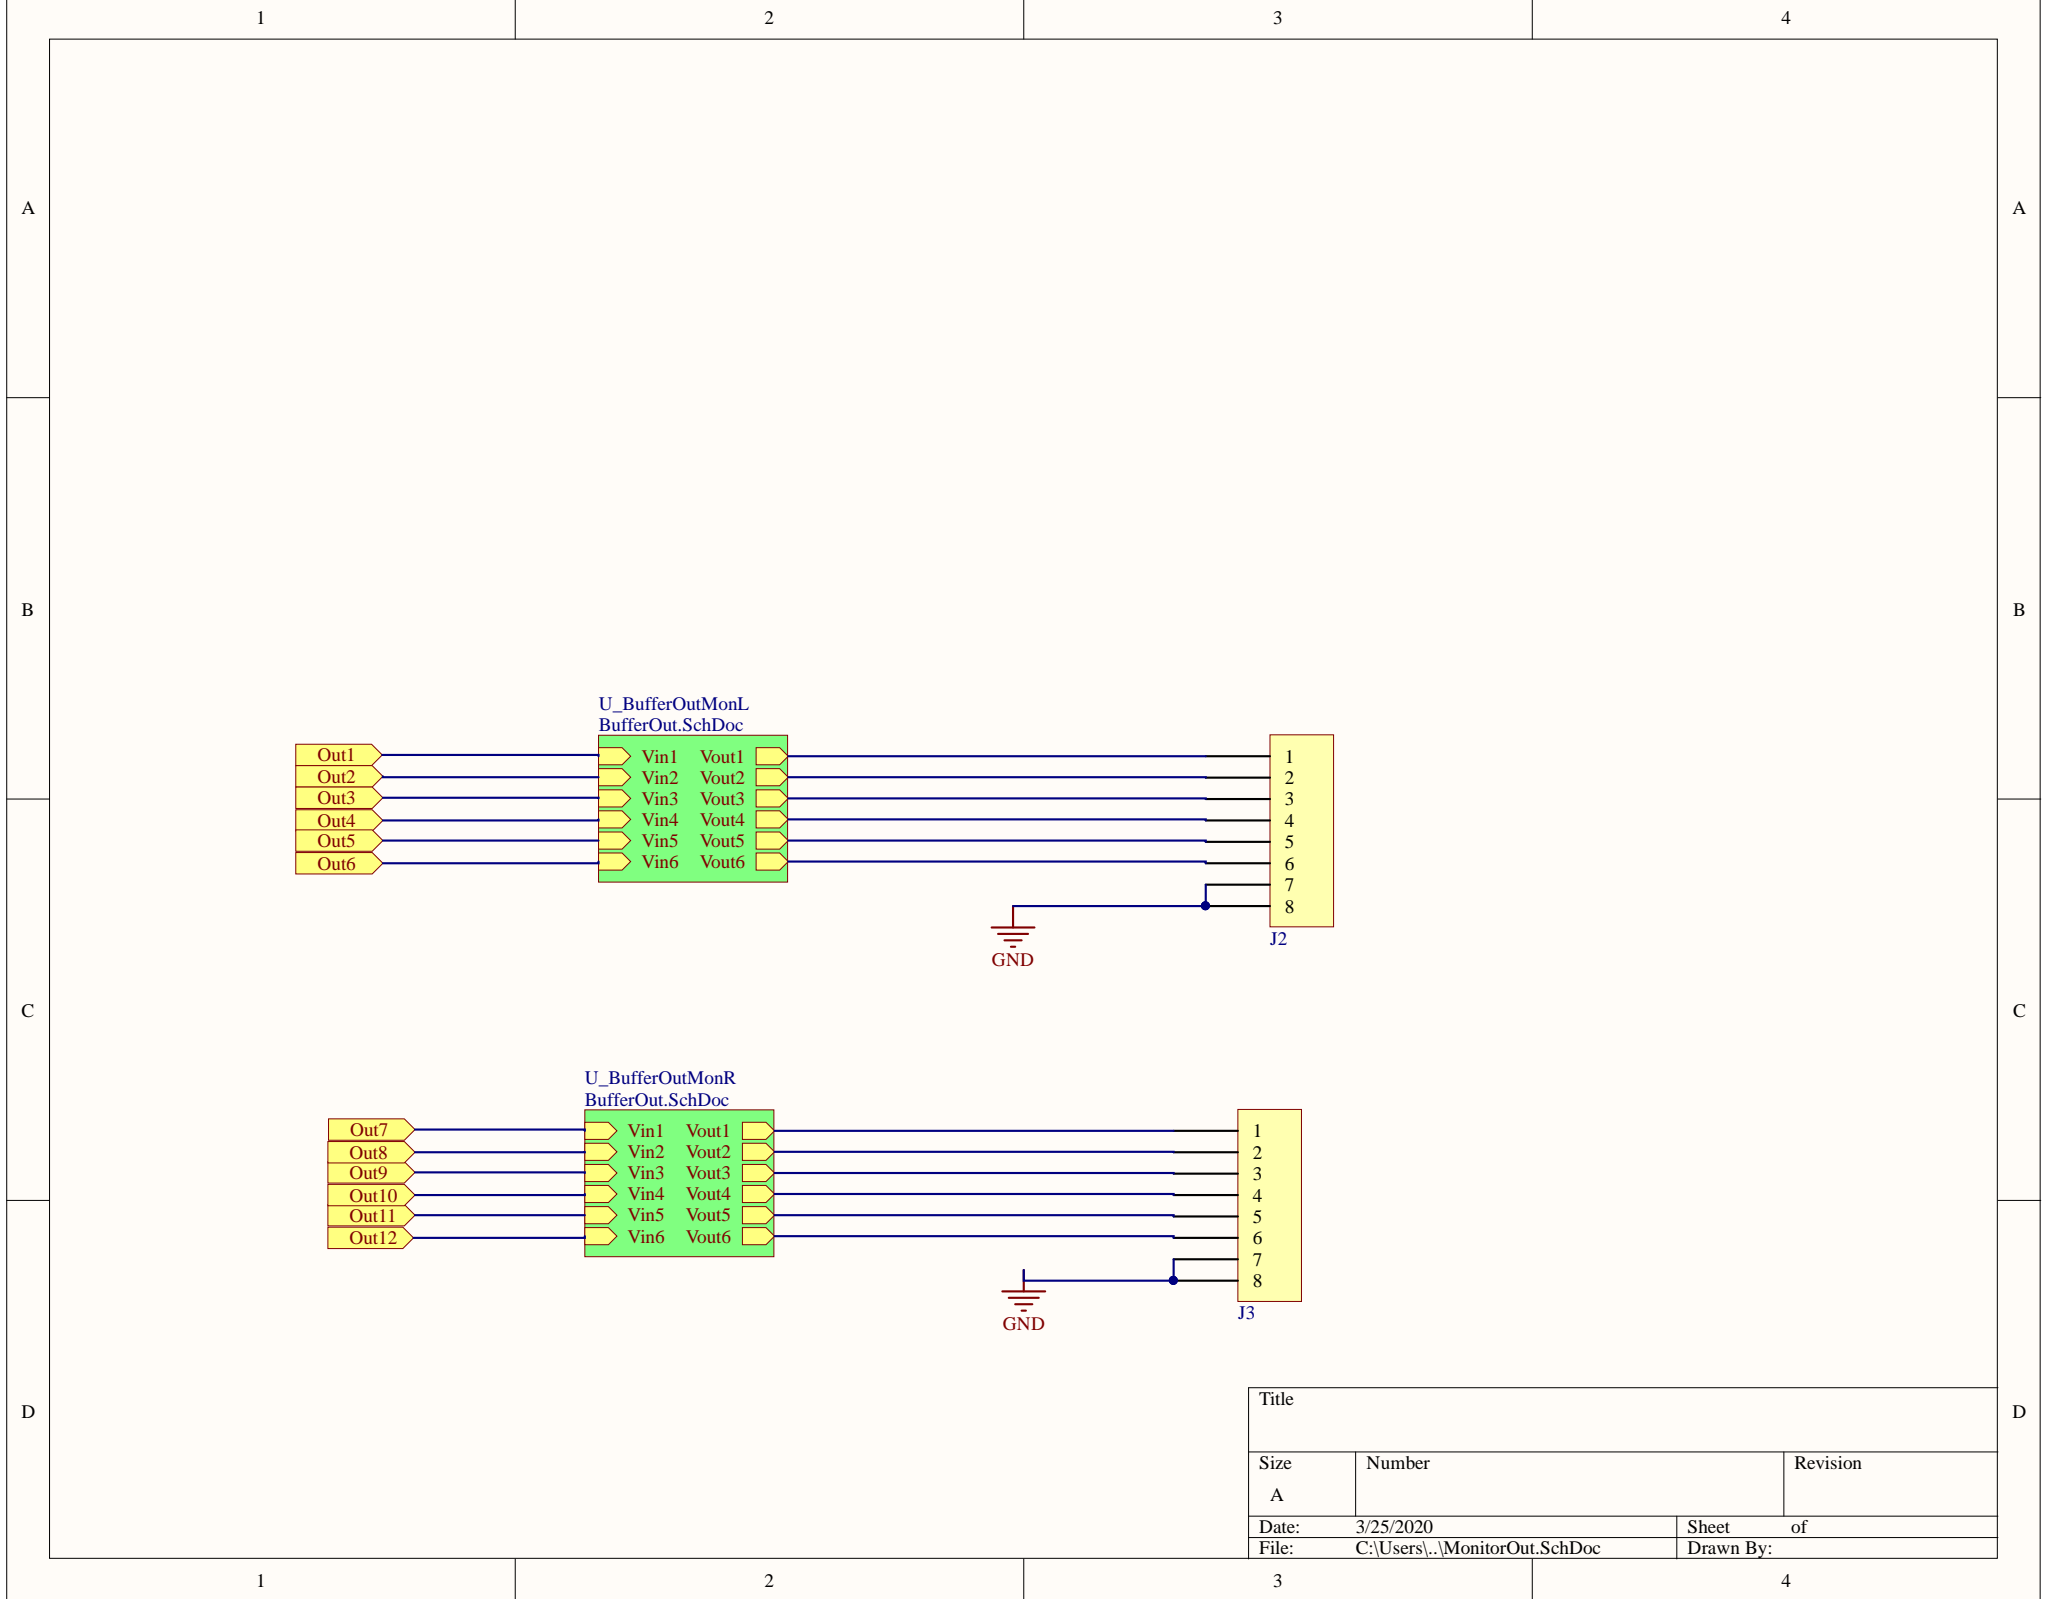 1 2 3 4
A A
B B
U_BufferOutMonL
BufferOut.SchDoc
Out1 Vin1 Vout1 1
Out2 Vin2 Vout2 2
Out3 Vin3 Vout3 3
Out4 Vin4 Vout4 4
Out5 Vin5 Vout5 5
Out6 Vin6 Vout6 6
7
8
J2
GND
C C
U_BufferOutMonR
BufferOut.SchDoc
Out7 Vin1 Vout1 1
Out8 Vin2 Vout2 2
Out9 Vin3 Vout3 3
Out10 Vin4 Vout4 4
Out11 Vin5 Vout5 5
Out12 Vin6 Vout6 6
7
8
J3
GND
D D
Title
Size Number Revision
A
Date: 3/25/2020 Sheet of
File: C:\Users\..\MonitorOut.SchDoc Drawn By:
1 2 3 4